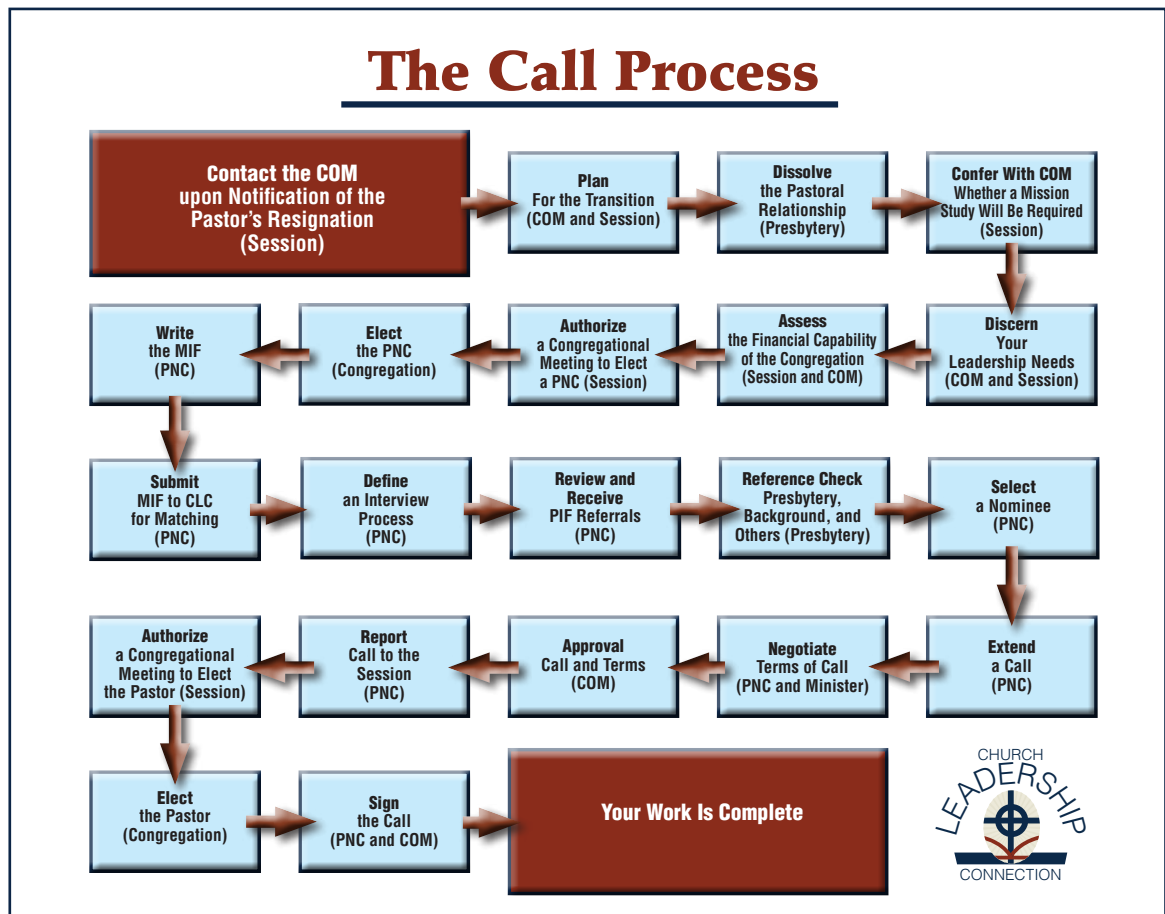 The Call Process
Contact the COM
upon Notification of the
Pastor's Resignation
(Session)
Plan
For the Transition
(COM and Session)
Dissolve
the Pastoral
Relationship
(Presbytery)
Confer With COM
Whether a Mission
Study Will Be Required
(Session)
Discern
Your
Leadership Needs
(COM and Session)
Assess
the Financial Capability
of the Congregation
(Session and COM)
Authorize
a Congregational
Meeting to Elect
a PNC (Session)
Elect
the PNC
(Congregation)
Write
the MIF
(PNC)
Submit
MIF to CLC
for Matching
(PNC)
Define
an Interview
Process
(PNC)
Review and
Receive
PIF Referrals
(PNC)
Reference Check
Presbytery,
Background, and
Others (Presbytery)
Select
a Nominee
(PNC)
Extend
a Call
(PNC)
Negotiate
Terms of Call
(PNC and Minister)
Approval
Call and Terms
(COM)
Report
Call to the
Session
(PNC)
Authorize
a Congregational
Meeting to Elect
the Pastor (Session)
Elect
the Pastor
(Congregation)
Sign
the Call
(PNC and COM)
Your Work Is Complete
CHURCH
LEADERSHIP
CONNECTION